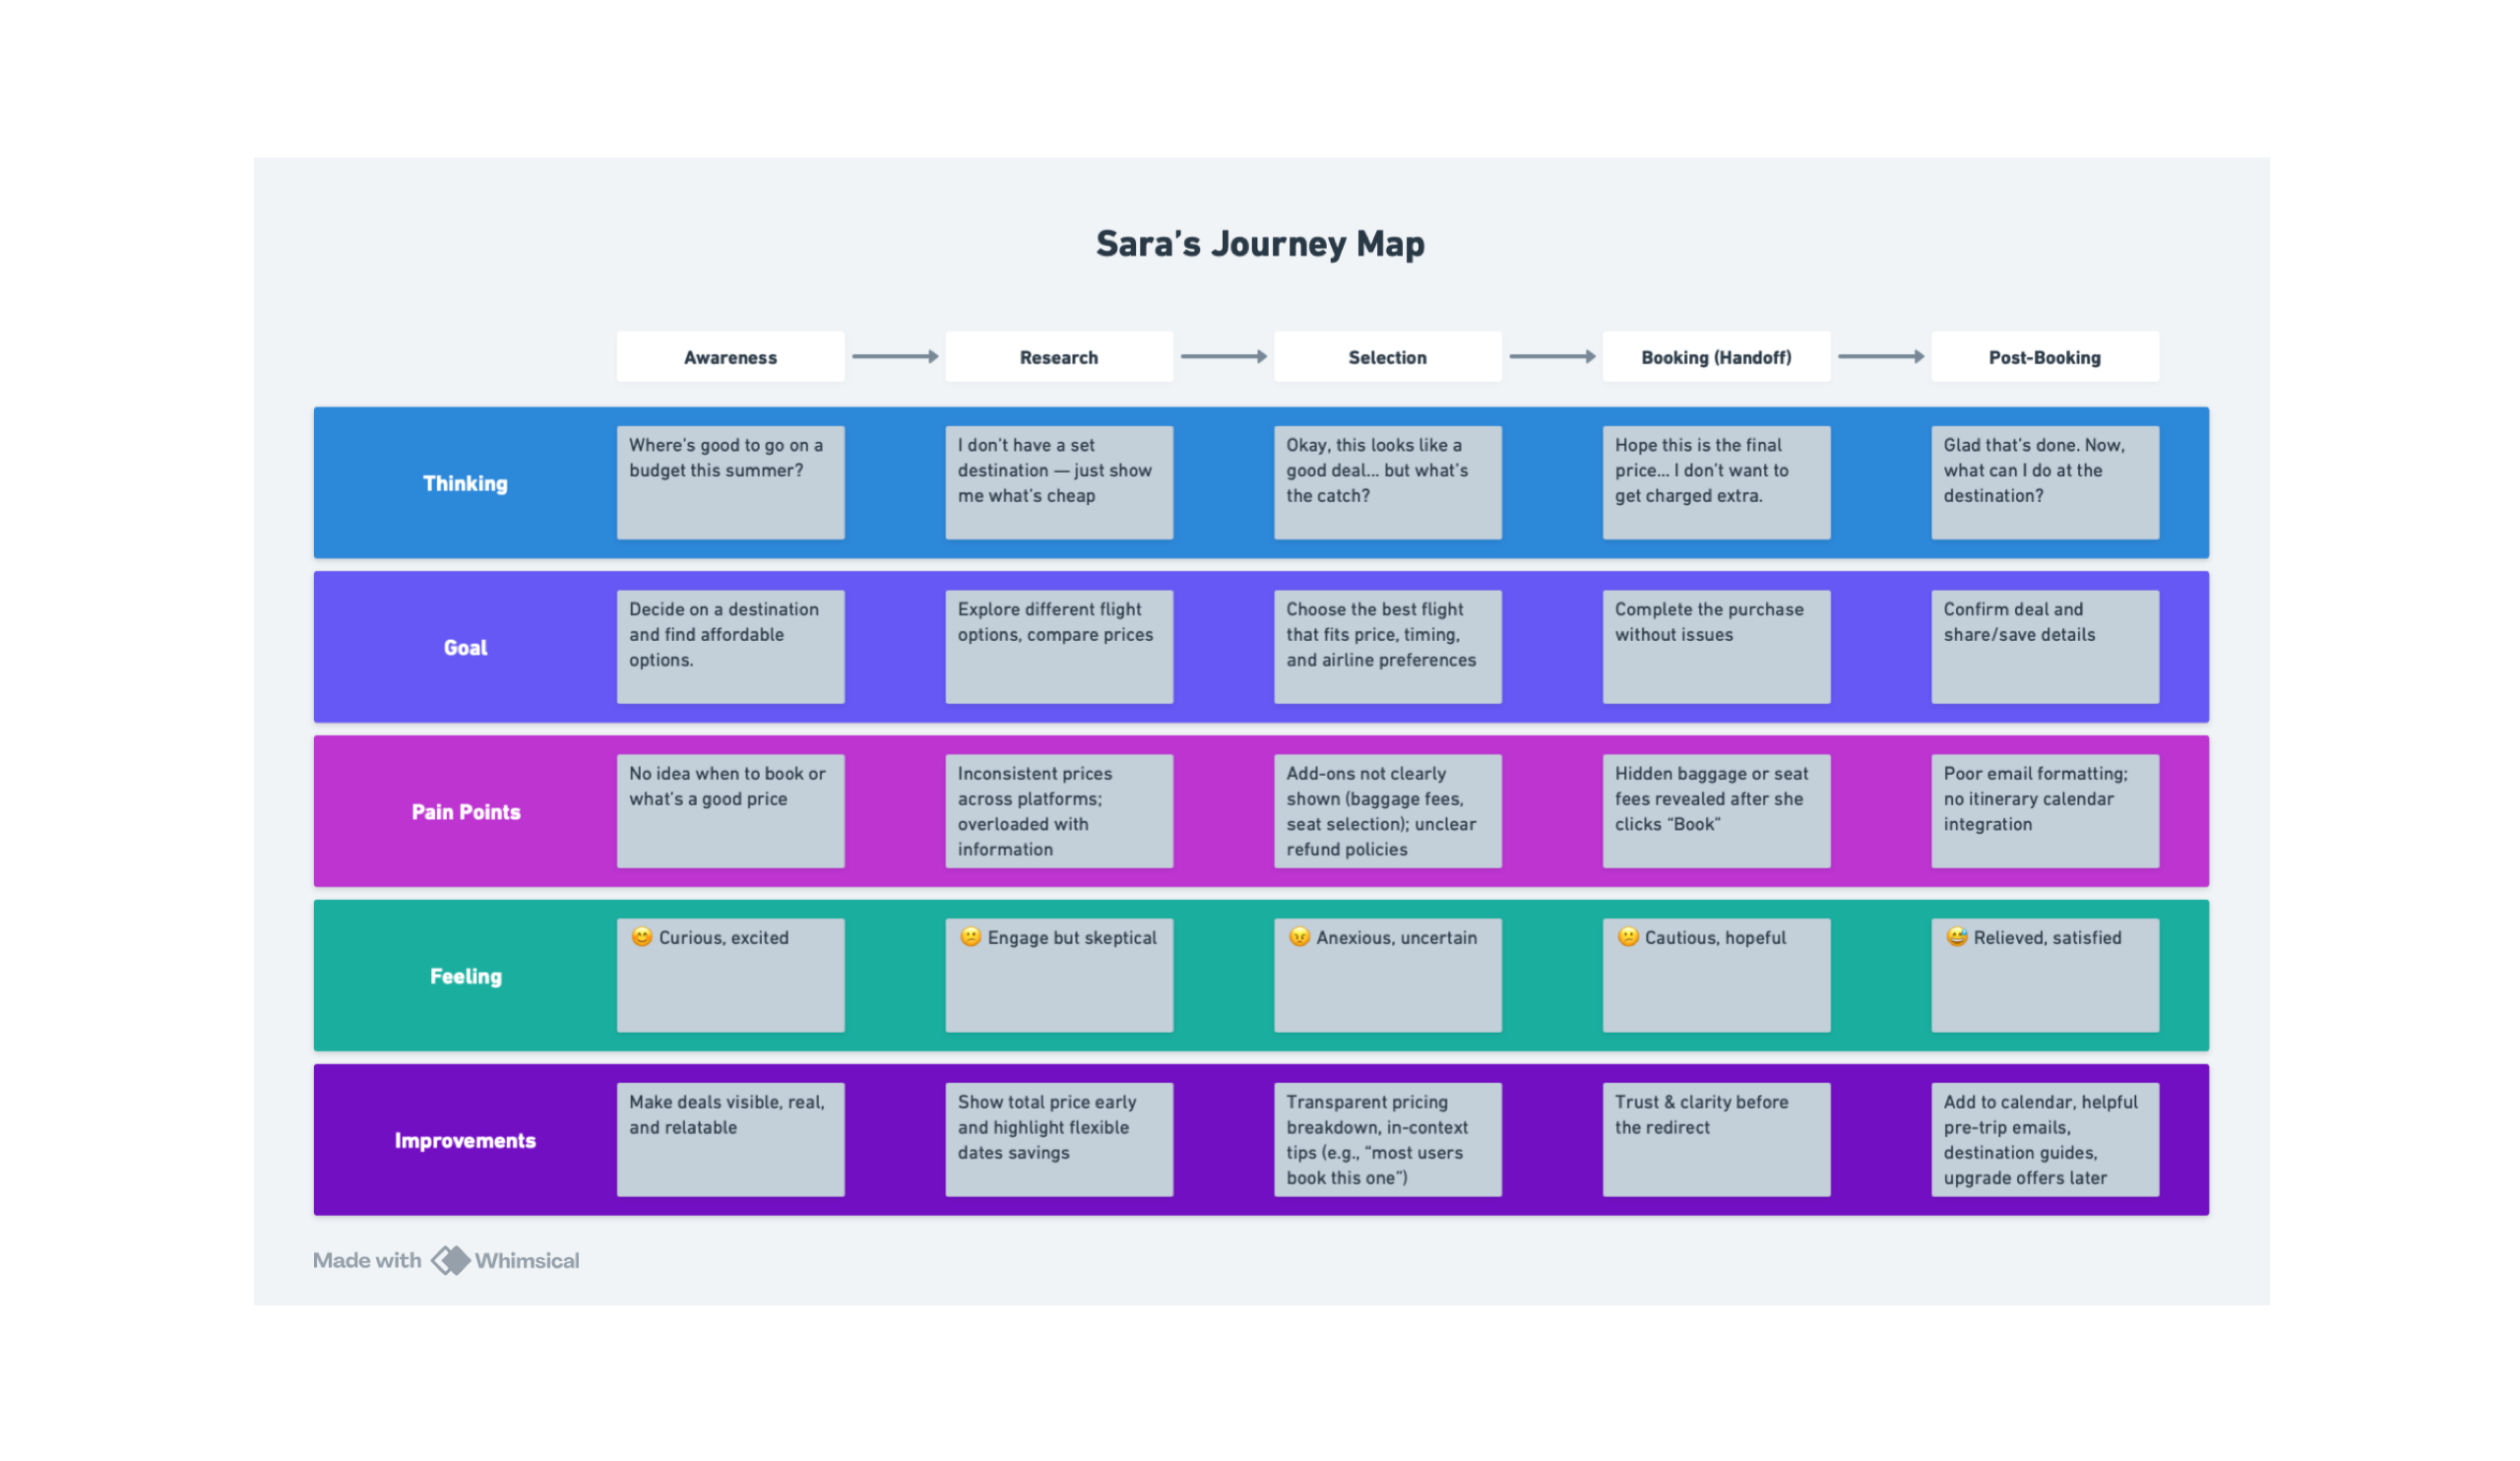 Sara’s Journey Map
Awareness
Research
Selection
Booking (Handoff)
Post-Booking
Thinking
Where’s good to go on a
budget this summer?
I don’t have a set
destination — just show
me what’s cheap
Okay, this looks like a
good deal... but what’s
the catch?
Hope this is the final
price... I don’t want to
get charged extra.
Glad that’s done. Now,
what can I do at the
destination?
Goal
Decide on a destination
and find affordable
options.
Explore different flight
options, compare prices
Choose the best flight
that fits price, timing,
and airline preferences
Complete the purchase
without issues
Confirm deal and
share/save details
Pain Points
No idea when to book or
what’s a good price
Inconsistent prices
across platforms;
overloaded with
information
Add-ons not clearly
shown (baggage fees,
seat selection); unclear
refund policies
Hidden baggage or seat
fees revealed after she
clicks “Book”
Poor email formatting;
no itinerary calendar
integration
Feeling
😊 Curious, excited
😕 Engage but skeptical
😠 Anexious, uncertain
😕 Cautious, hopeful
😅 Relieved, satisfied
Improvements
Make deals visible, real,
and relatable
Show total price early
and highlight flexible
dates savings
Transparent pricing
breakdown, in-context
tips (e.g., “most users
book this one”)
Trust & clarity before
the redirect
Add to calendar, helpful
pre-trip emails,
destination guides,
upgrade offers later
Made with Whimsical